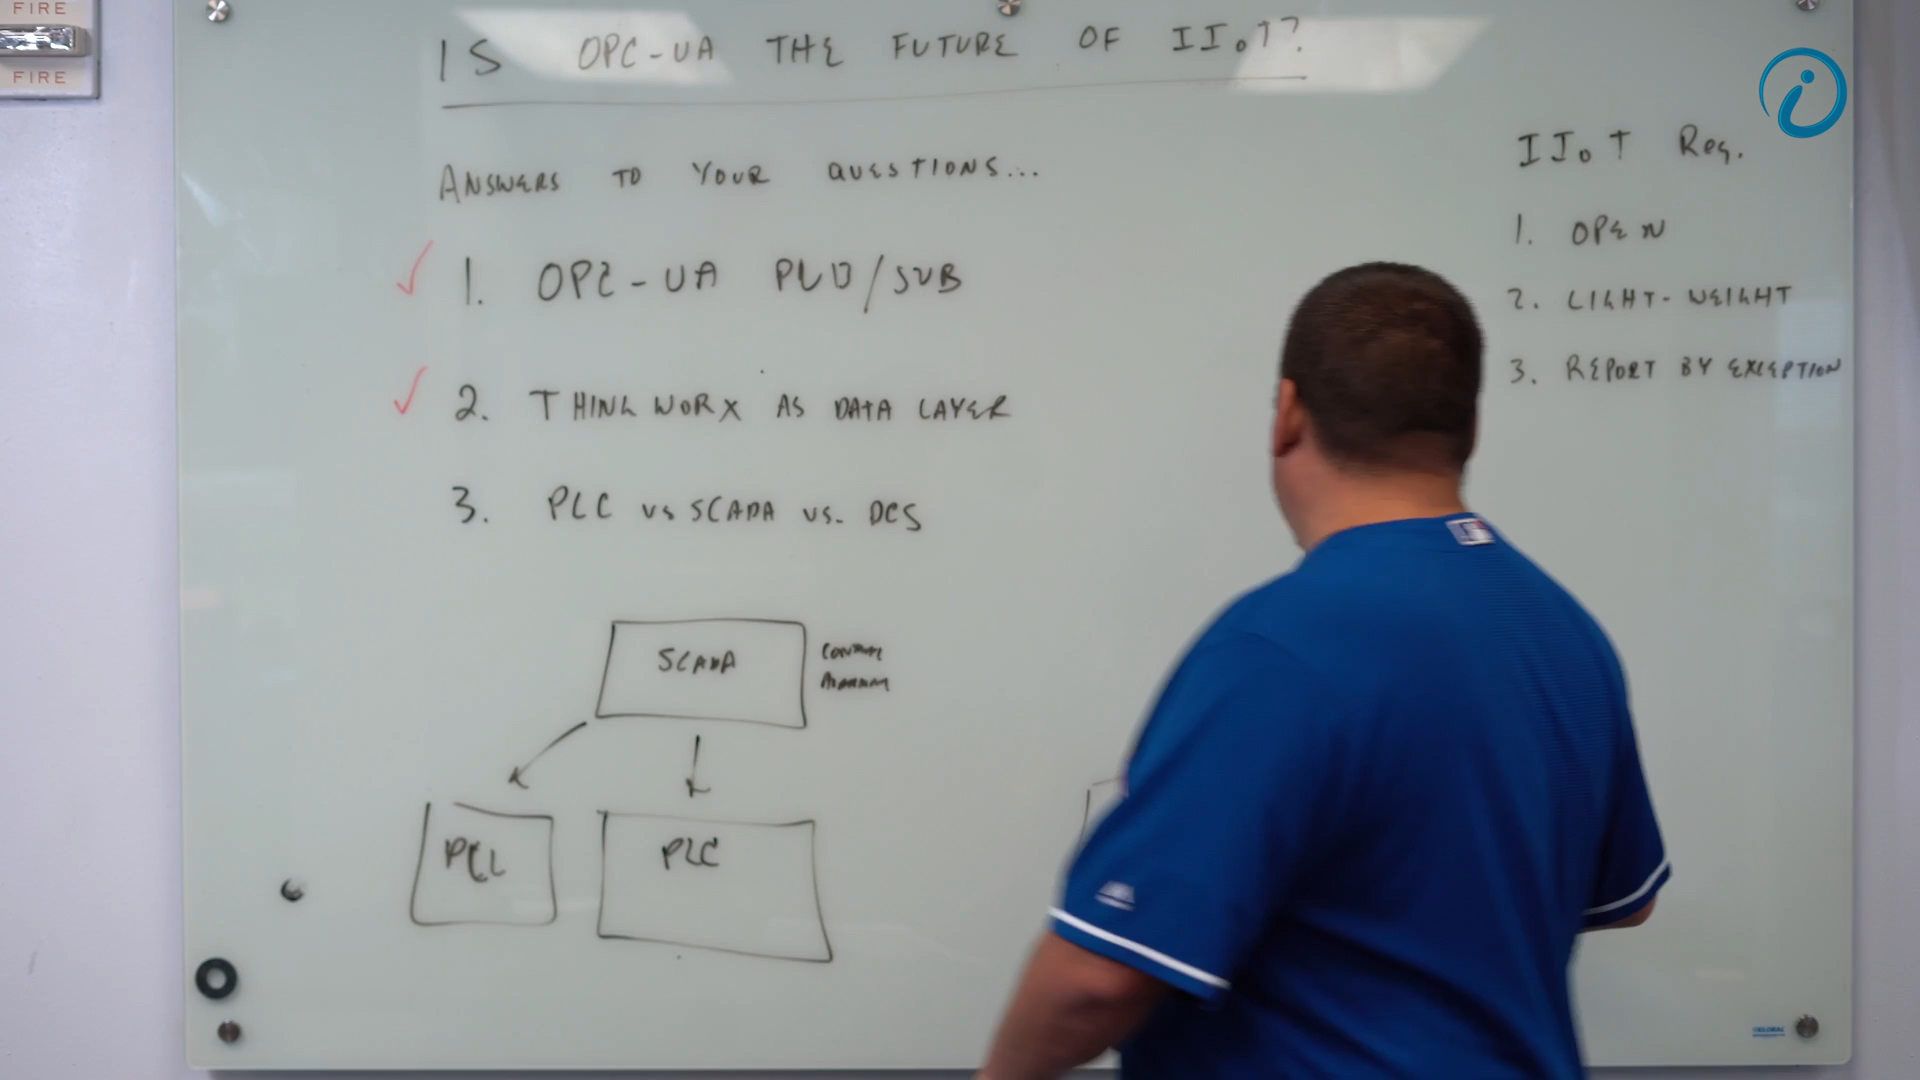 FIRE
FIRE
IS OPC-UA THE FUTURE OF IIoT?
ANSWERS TO YOUR QUESTIONS...
1. OPC-UA PUB/SUB
2. THINGWORX AS DATA LAYER
3. PLC vs SCADA vs. DCS
SCADA
PLC
PLC
IIoT Req.
1. OPEN
2. LIGHT-WEIGHT
3. REPORT BY EXCEPTION